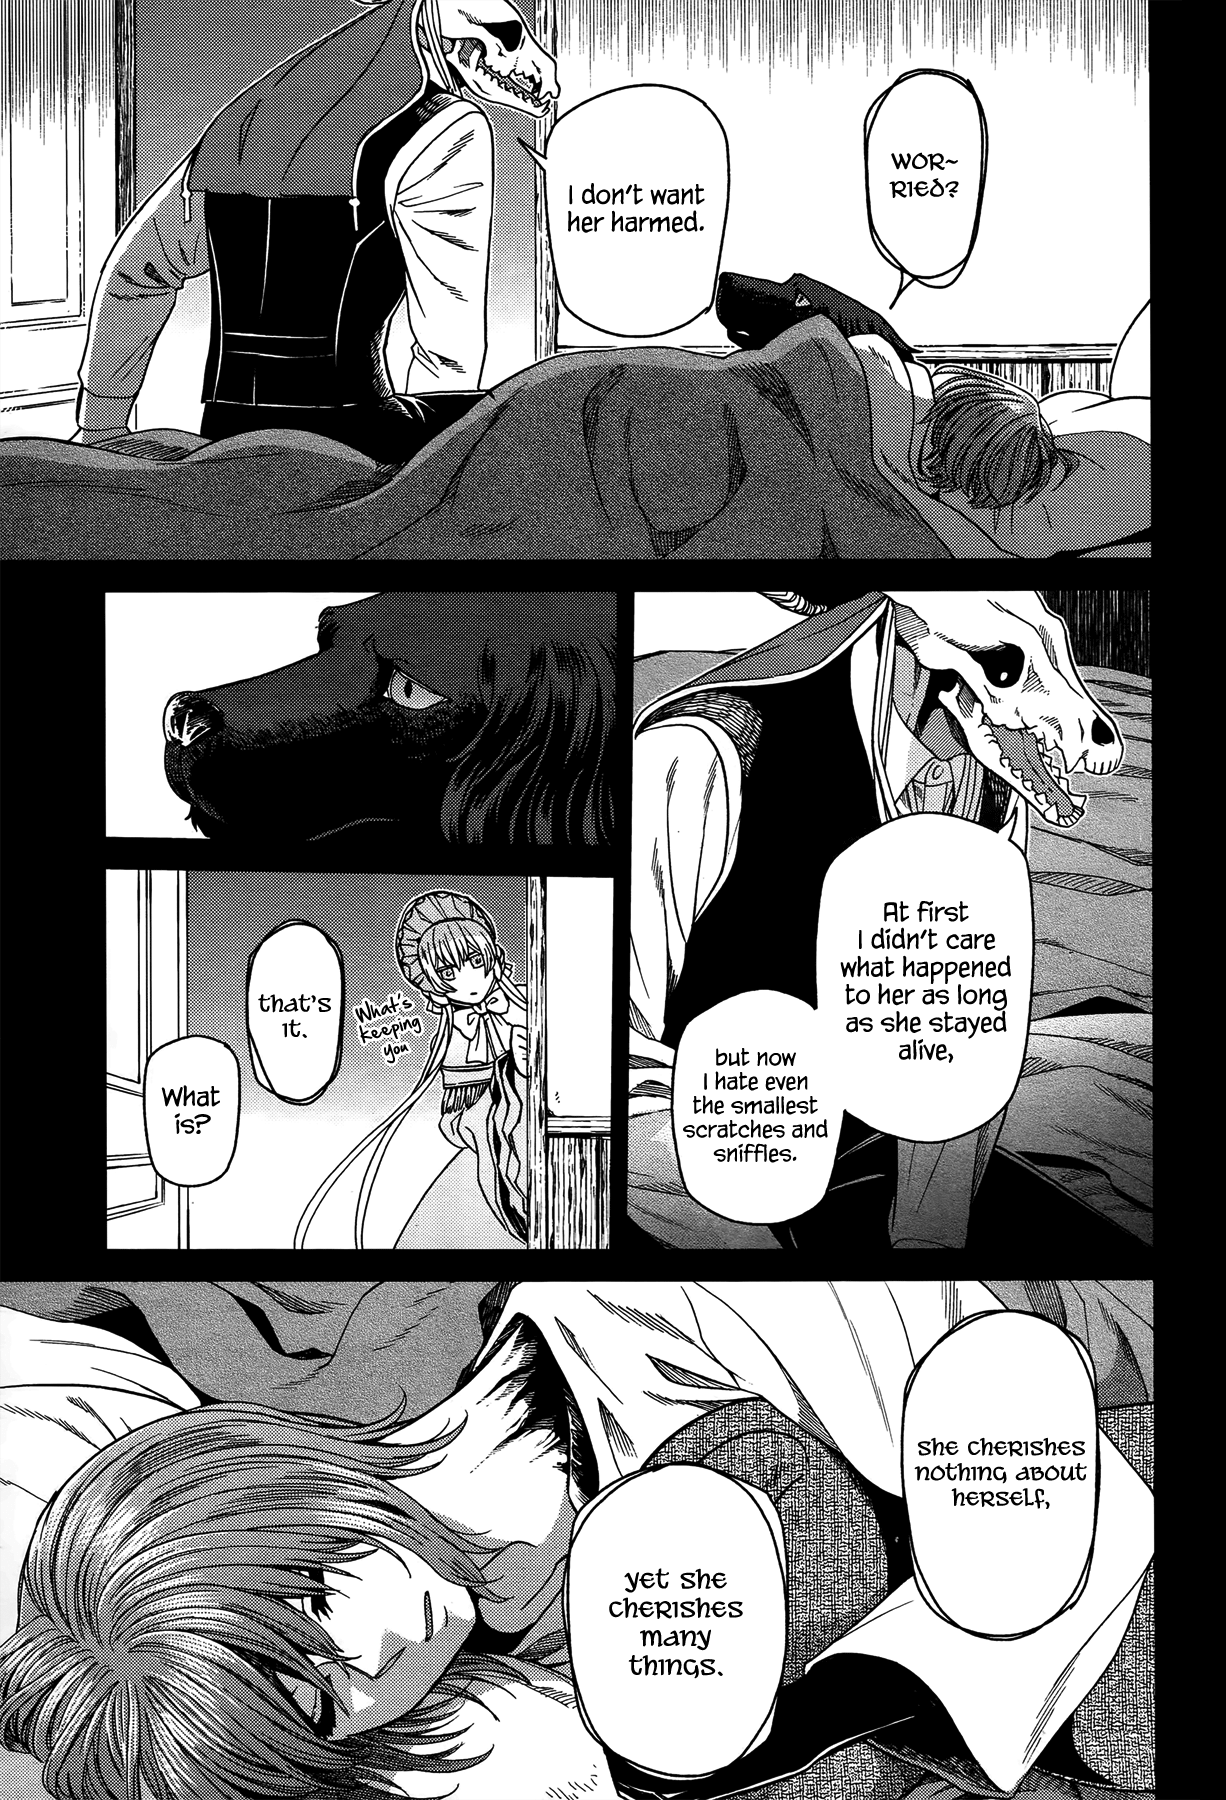 WOR~
RIED?
I don't want
her harmed.
At first
I didn't care
what happened
to her as long
as she stayed
alive,
but now
I hate even
the smallest
scratches and
sniffles.
What's
keeping
you
that's
it.
What
is?
she cherishes
nothing about
herself,
yet she
cherishes
many
things.